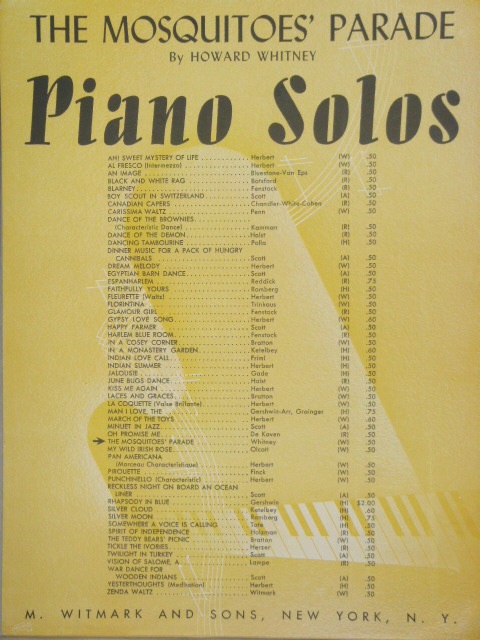 THE MOSQUITOES' PARADE
By HOWARD WHITNEY
Piano Solos
AH! SWEET MYSTERY OF LIFE Herbert (W) .50
AL FRESCO (Intermezzo) Herbert (W) .50
AN IMAGE Bluestone-Van Eps (R) .50
BLACK AND WHITE RAG Botsford (R) .50
BLARNEY Fenstock (R) .50
BOY SCOUT IN SWITZERLAND Scott (A) .50
CANADIAN CAPERS Chandler-White-Cohen (R) .50
CARISSIMA WALTZ Penn (W) .50
DANCE OF THE BROWNIES
(Characteristic Dance) Kamman (R) .50
DANCE OF THE DEMON Holst (R) .50
DANCING TAMBOURINE Polla (H) .50
DINNER MUSIC FOR A PACK OF HUNGRY
CANNIBALS Scott (A) .50
DREAM MELODY Herbert (W) .50
EGYPTIAN BARN DANCE Scott (A) .50
ESPANHARLEM Reddick (R) .75
FAITHFULLY YOURS Romberg (H) .50
FLEURETTE (Waltz) Herbert (W) .50
FLORINTINA Trinkaus (W) .50
GLAMOUR GIRL Fenstock (R) .50
GYPSY LOVE SONG Herbert (W) .60
HAPPY FARMER Scott (A) .50
HARLEM BLUE ROOM Fenstock (R) .50
IN A COSEY CORNER Bratton (W) .50
IN A MONASTERY GARDEN Ketelbey (H) .60
INDIAN LOVE CALL Friml (H) .50
INDIAN SUMMER Herbert (H) .50
JALOUSIE Gade (H) .50
JUNE BUGS DANCE Holst (R) .50
KISS ME AGAIN Herbert (W) .50
LACES AND GRACES Bratton (W) .50
LA COQUETTE (Valse Brillante) Herbert (W) .50
MAN I LOVE, THE Gershwin-Arr. Grainger (H) .75
MARCH OF THE TOYS Herbert (W) .60
MINUET IN JAZZ Scott (A) .50
OH PROMISE ME De Koven (R) .50
THE MOSQUITOES' PARADE Whitney (W) .50
MY WILD IRISH ROSE Olcott (W) .50
PAN AMERICANA
(Morceau Characteristique) Herbert (W) .50
PIROUETTE Finck (W) .50
PUNCHINELLO (Characteristic) Herbert (W) .50
RECKLESS NIGHT ON BOARD AN OCEAN
LINER Scott (A) .50
RHAPSODY IN BLUE Gershwin (H) $2.00
SILVER CLOUD Ketelbey (H) .60
SILVER MOON Romberg (H) .75
SOMEWHERE A VOICE IS CALLING Tate (H) .50
SPIRIT OF INDEPENDENCE Holzman (R) .50
THE TEDDY BEARS' PICNIC Bratton (W) .50
TICKLE THE IVORIES Herzer (R) .50
TWILIGHT IN TURKEY Scott (A) .50
VISION OF SALOME, A Lampe (R) .50
WAR DANCE FOR
WOODEN INDIANS Scott (A) .50
YESTERTHOUGHTS (Meditation) Herbert (H) .50
ZENDA WALTZ Witmark (W) .50
M. WITMARK AND SONS, NEW YORK, N. Y.